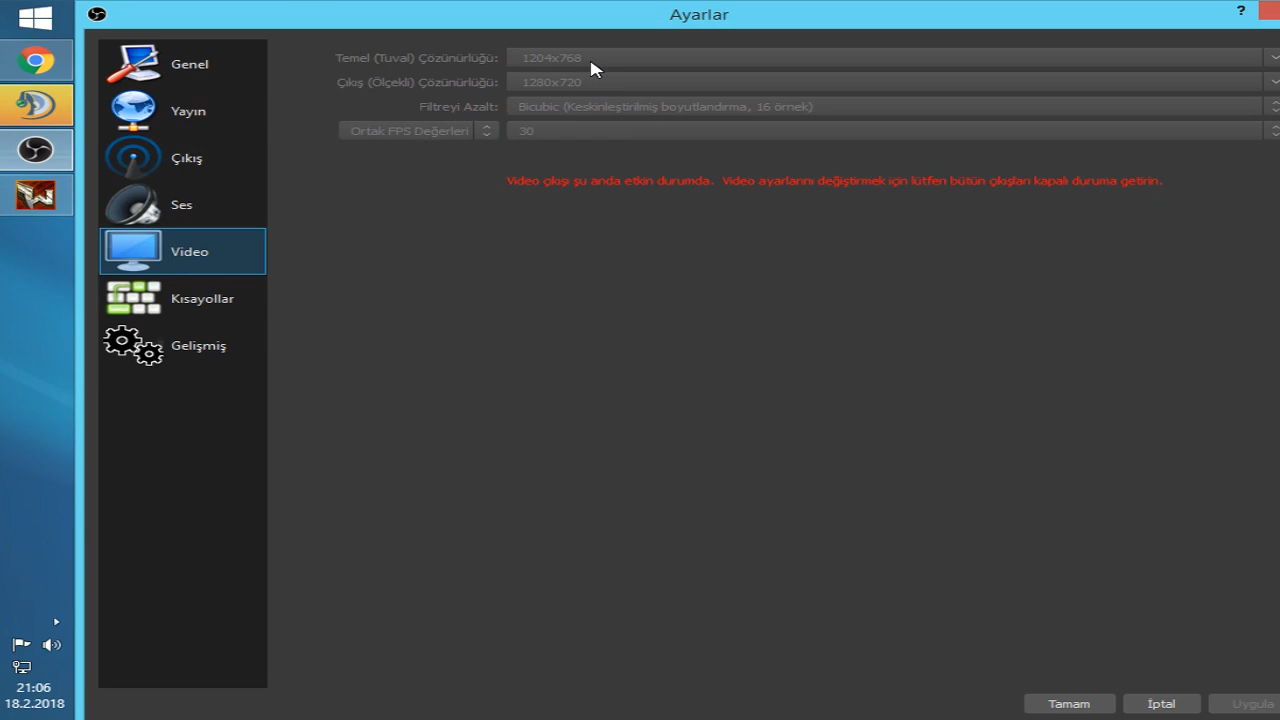 Ayarlar
?
Genel
Yayın
Çıkış
Ses
Video
Kısayollar
Gelişmiş
Temel (Tuval) Çözünürlüğü: 1204x768
Çıkış (Ölçekli) Çözünürlüğü: 1280x720
Filtreyi Azalt: Bicubic (Keskinleştirilmiş boyutlandırma, 16 örnek)
Ortak FPS Değerleri 30
Video çıkışı şu anda etkin durumda. Video ayarlarını değiştirmek için lütfen bütün çıkışları kapalı duruma getirin.
Tamam İptal Uygula
21:06
18.2.2018